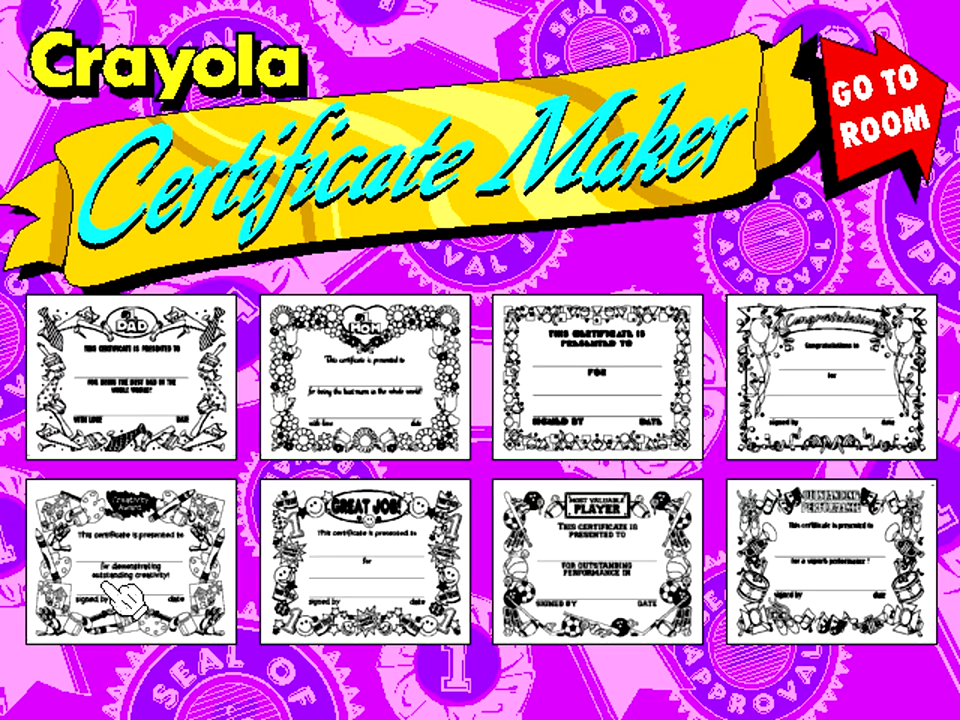 Crayola
Certificate Maker
GO TO
ROOM
#1
DAD
THIS CERTIFICATE IS PRESENTED TO
FOR BEING THE BEST DAD IN THE
WHOLE WORLD!
WITH LOVE DATE
#1
MOM
This certificate is presented to
for being the best mom in the whole world!
with love date
THIS CERTIFICATE IS
PRESENTED TO
FOR
SIGNED BY DATE
Congratulations
Congratulations to
for
signed by date
Creativity
Award
This certificate is presented to
for demonstrating
outstanding creativity!
signed by date
GREAT JOB!
This certificate is presented to
for
signed by date
MOST VALUABLE
PLAYER
THIS CERTIFICATE IS
PRESENTED TO
FOR OUTSTANDING
PERFORMANCE IN
SIGNED BY DATE
OUTSTANDING
PERFORMANCE
This certificate is presented to
for a superb performance!
signed by date
SEAL OF
APPROVAL
1